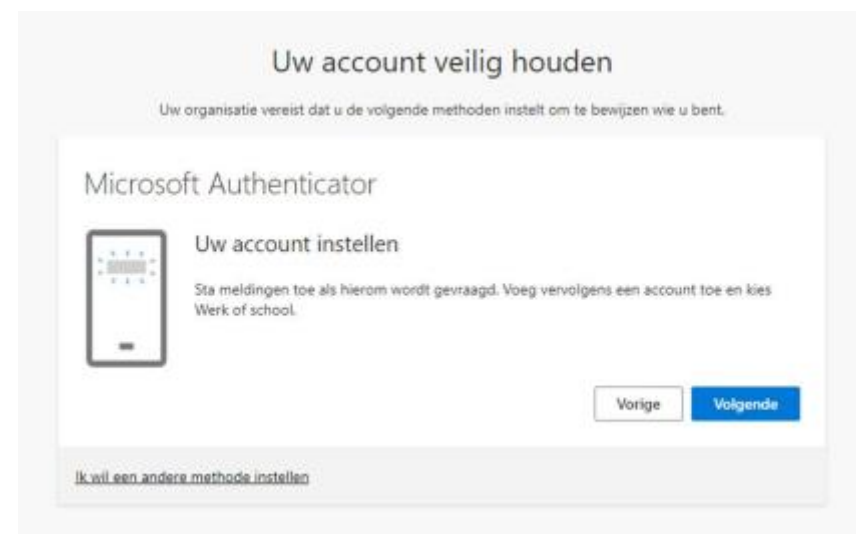 Uw account veilig houden
Uw organisatie vereist dat u de volgende methoden instelt om te bewijzen wie u bent.
Microsoft Authenticator
Uw account instellen
Sta meldingen toe als hierom wordt gevraagd. Voeg vervolgens een account toe en kies
Werk of school.
Vorige Volgende
Ik wil een andere methode instellen